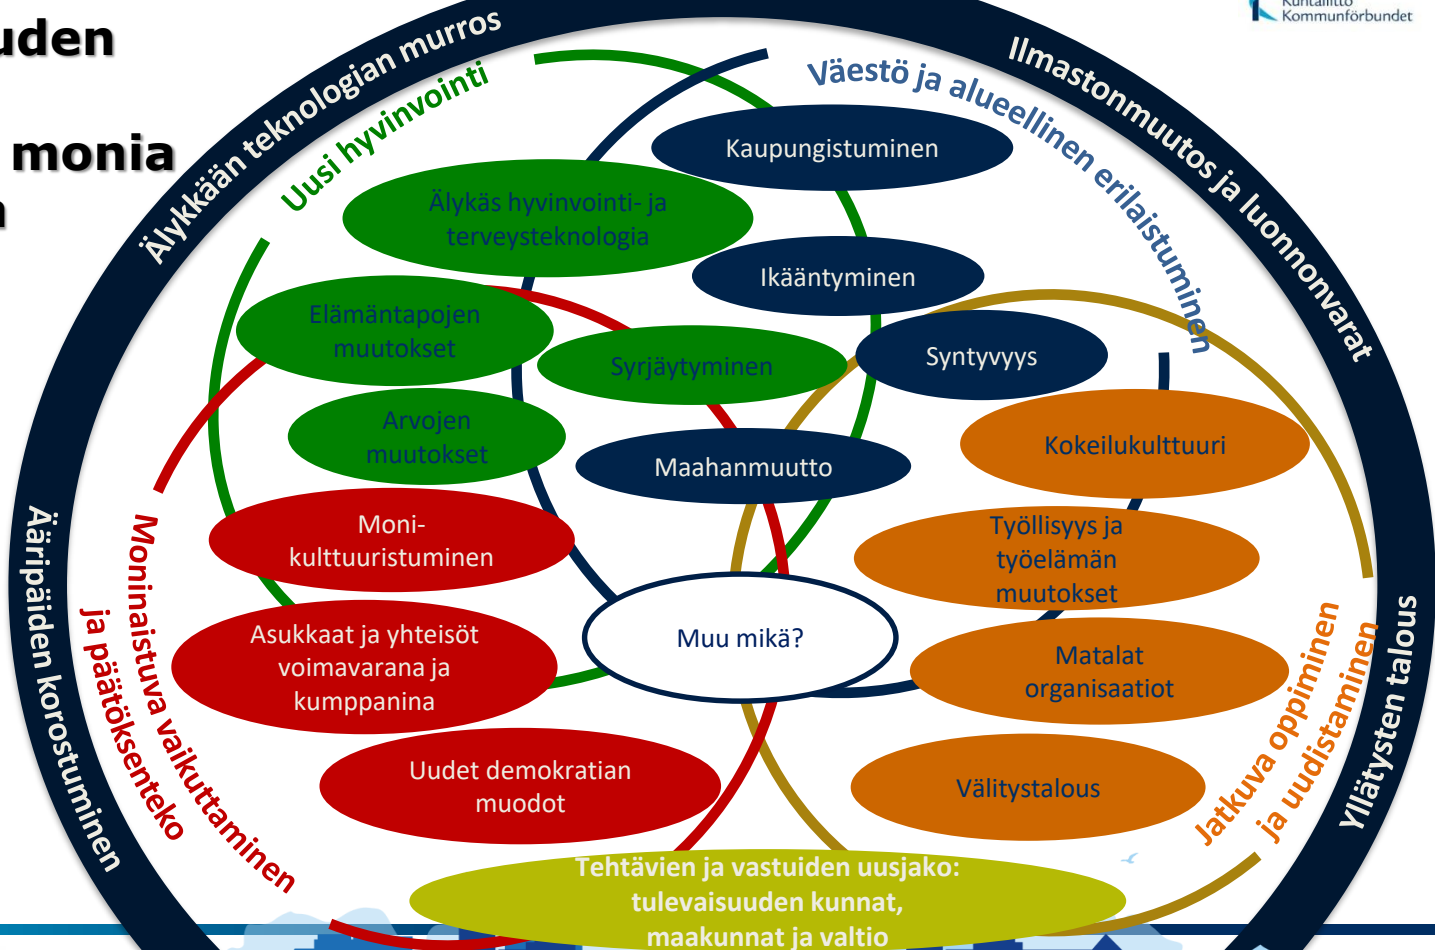 uden
monia
Kuntaliitto
Kommunförbundet
Älykkään teknologian murros
Ilmastonmuutos ja luonnonvarat
Uusi hyvinvointi
Väestö ja alueellinen erilaistuminen
Kaupungistuminen
Älykäs hyvinvointi- ja
terveysteknologia
Ikääntyminen
Elämäntapojen
muutokset
Syrjäytyminen
Syntyvyys
Arvojen
muutokset
Maahanmuutto
Kokeilukulttuuri
Moni-
kulttuuristuminen
Työllisyys ja
työelämän
muutokset
Asukkaat ja yhteisöt
voimavarana ja
kumppanina
Muu mikä?
Matalat
organisaatiot
Uudet demokratian
muodot
Välitystalous
Ääripäiden korostuminen
Moninaistuva vaikuttaminen
ja päätöksenteko
Jatkuva oppiminen
ja uudistaminen
Yllätysten talous
Tehtävien ja vastuiden uusjako:
tulevaisuuden kunnat,
maakunnat ja valtio